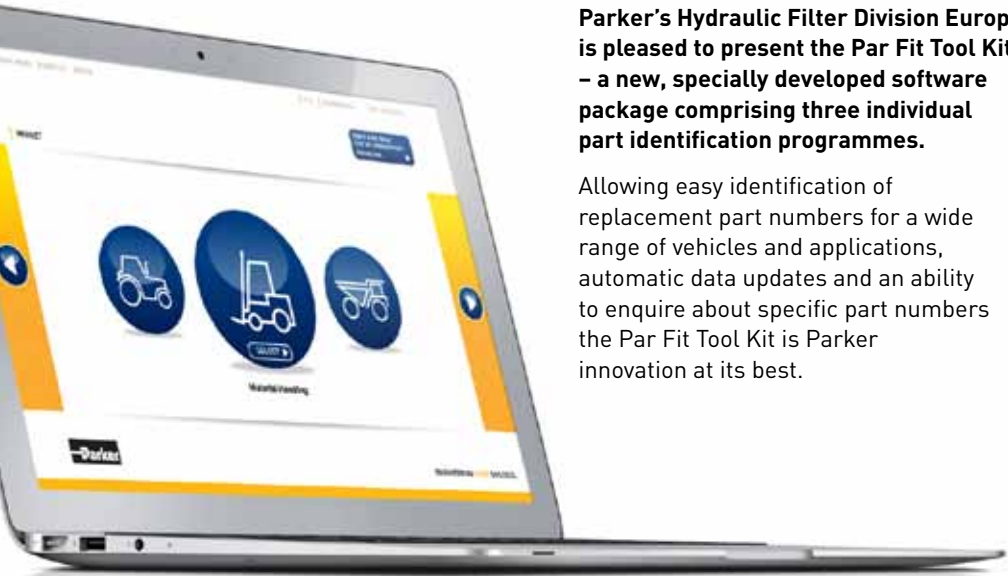 Parker's Hydraulic Filter Division Europ
is pleased to present the Par Fit Tool Kit
– a new, specially developed software
package comprising three individual
part identification programmes.
Allowing easy identification of
replacement part numbers for a wide
range of vehicles and applications,
automatic data updates and an ability
to enquire about specific part numbers
the Par Fit Tool Kit is Parker
innovation at its best.
MARKET
SELECT
Material Handling
Parker